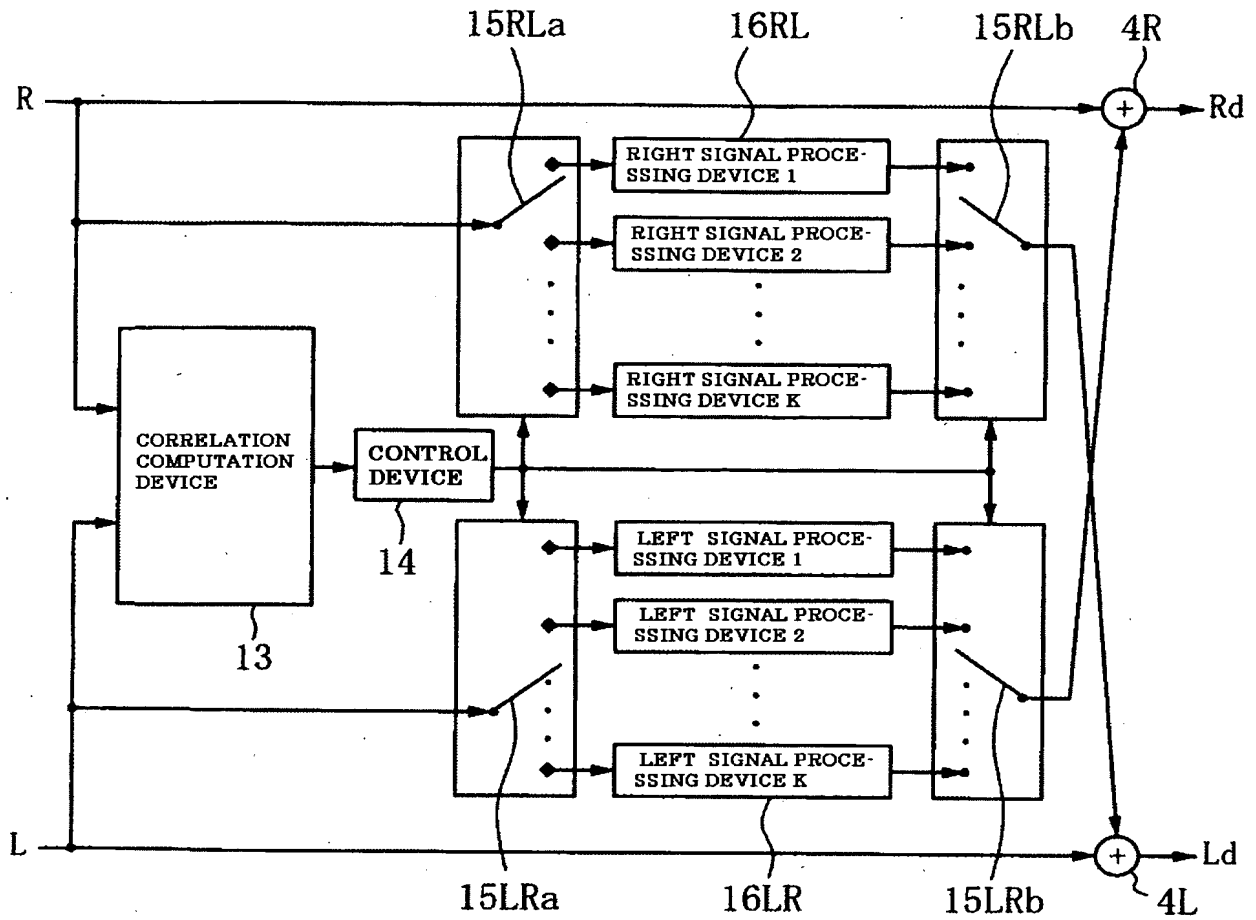 15RLa
16RL
15RLb
4R
R
Rd
RIGHT SIGNAL PROCE-
SSING DEVICE 1
RIGHT SIGNAL PROCE-
SSING DEVICE 2
RIGHT SIGNAL PROCE-
SSING DEVICE K
CORRELATION
COMPUTATION
DEVICE
CONTROL
DEVICE
14
13
LEFT SIGNAL PROCE-
SSING DEVICE 1
LEFT SIGNAL PROCE-
SSING DEVICE 2
LEFT SIGNAL PROCE-
SSING DEVICE K
L
Ld
15LRa
16LR
15LRb
4L